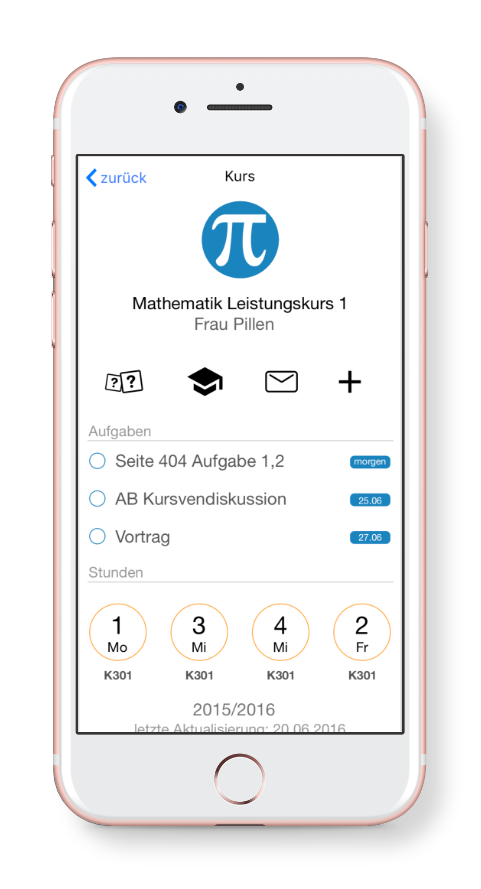 zurück
Kurs
π
Mathematik Leistungskurs 1
Frau Pillen
? ?
Aufgaben
Seite 404 Aufgabe 1,2 morgen
AB Kursvendiskussion 25.06
Vortrag 27.06
Stunden
1 3 4 2
Mo Mi Mi Fr
K301 K301 K301 K301
2015/2016
letzte Aktualisierung: 20.06.2016